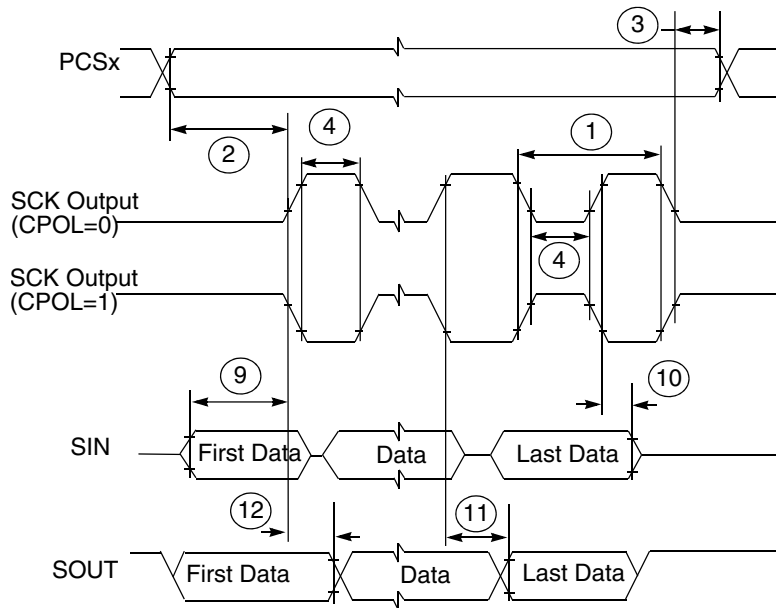 3
PCSx
2
4
1
SCK Output
(CPOL=0)
4
SCK Output
(CPOL=1)
9
10
SIN
First Data
Data
Last Data
12
11
SOUT
First Data
Data
Last Data